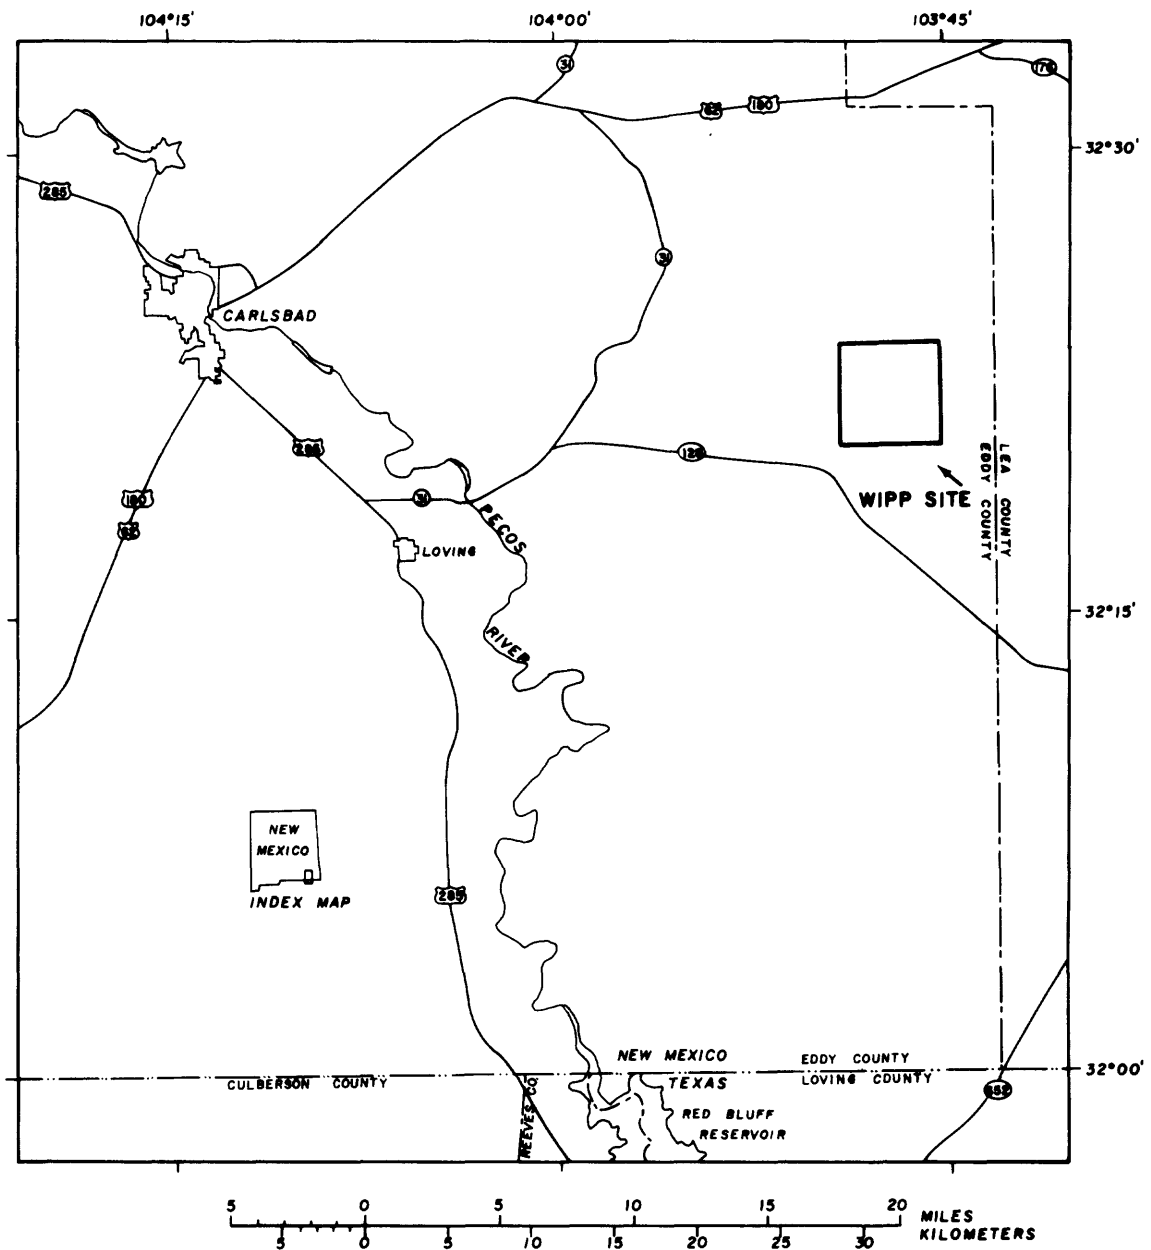 104°15' 104°00' 103°45'
31
176
62 180
32°30'
285
31
CARLSBAD
285
128
LEA COUNTY
EDDY COUNTY
WIPP SITE
180
31
PECOS
62
LOVING
32°15'
RIVER
NEW
MEXICO
INDEX MAP
285
NEW MEXICO EDDY COUNTY
CULBERSON COUNTY TEXAS LOVING COUNTY 32°00'
652
REEVES CO
RED BLUFF
RESERVOIR
5 0 5 10 15 20 MILES
5 0 5 10 15 20 25 30 KILOMETERS